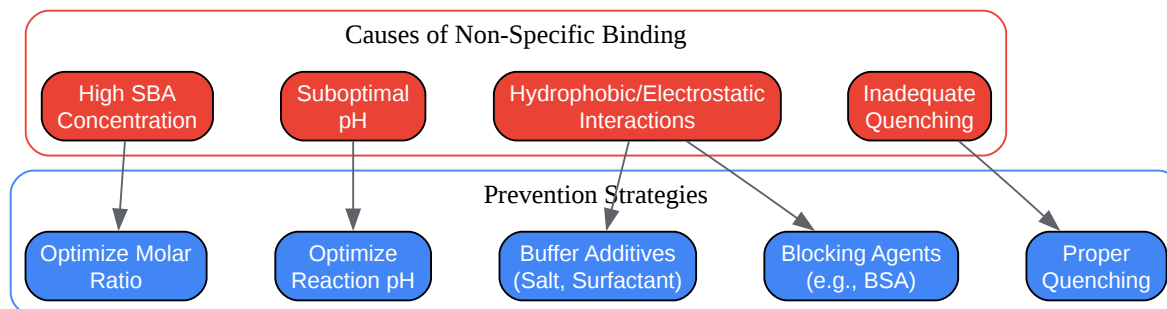 Causes of Non-Specific Binding
High SBA
Concentration
Suboptimal
pH
Hydrophobic/Electrostatic
Interactions
Inadequate
Quenching
Prevention Strategies
Optimize Molar
Ratio
Optimize
Reaction pH
Buffer Additives
(Salt, Surfactant)
Blocking Agents
(e.g., BSA)
Proper
Quenching